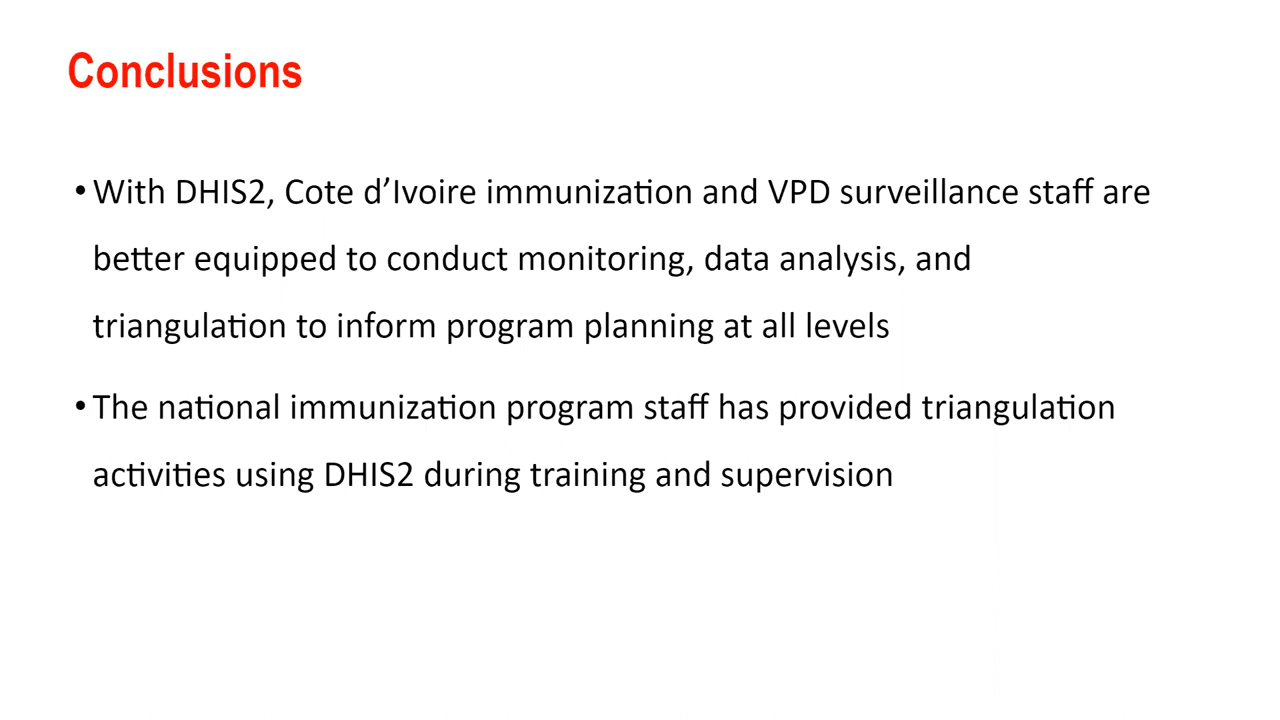 Conclusions
•With DHIS2, Cote d’Ivoire immunization and VPD surveillance staff are
better equipped to conduct monitoring, data analysis, and
triangulation to inform program planning at all levels
•The national immunization program staff has provided triangulation
activities using DHIS2 during training and supervision